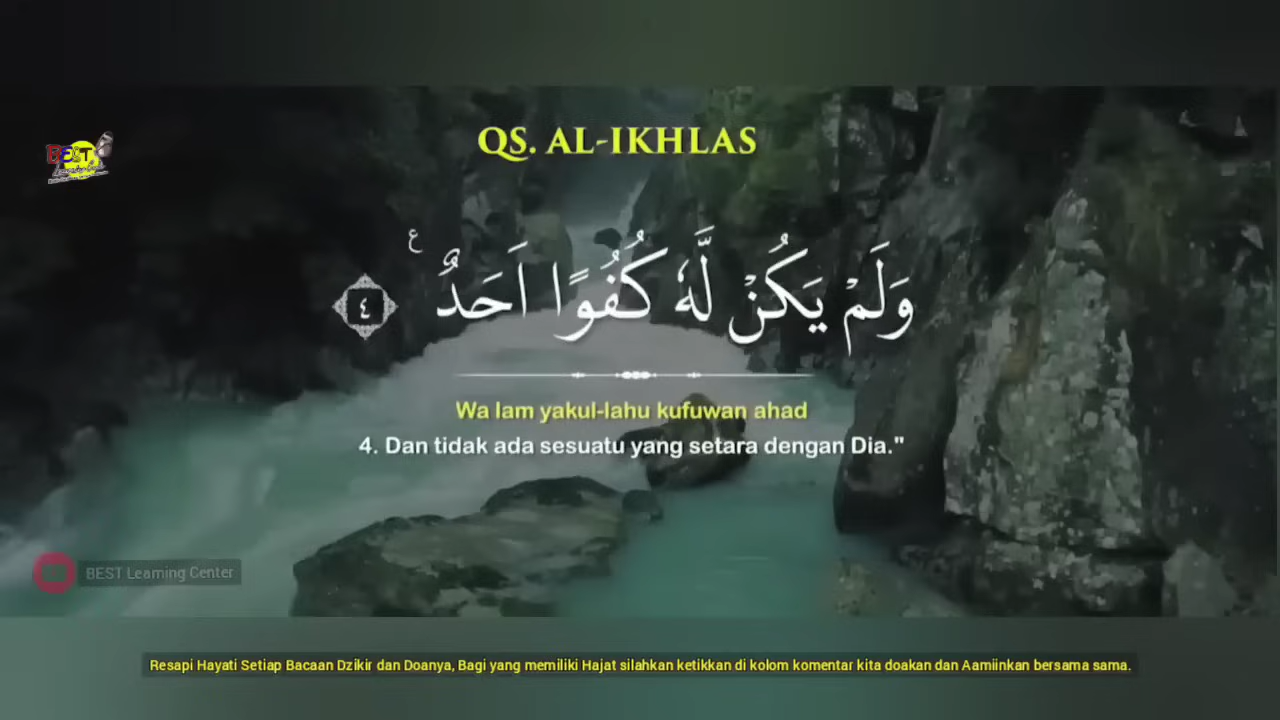 BEST
QS. AL-IKHLAS
وَلَمْ يَكُنْ لَّهٗ كُفُوًا اَحَدٌ ࣖ ٤
Wa lam yakul-lahu kufuwan ahad
4. Dan tidak ada sesuatu yang setara dengan Dia."
BEST Learning Center
Resapi Hayati Setiap Bacaan Dzikir dan Doanya, Bagi yang memiliki Hajat silahkan ketikkan di kolom komentar kita doakan dan Aamiinkan bersama sama.